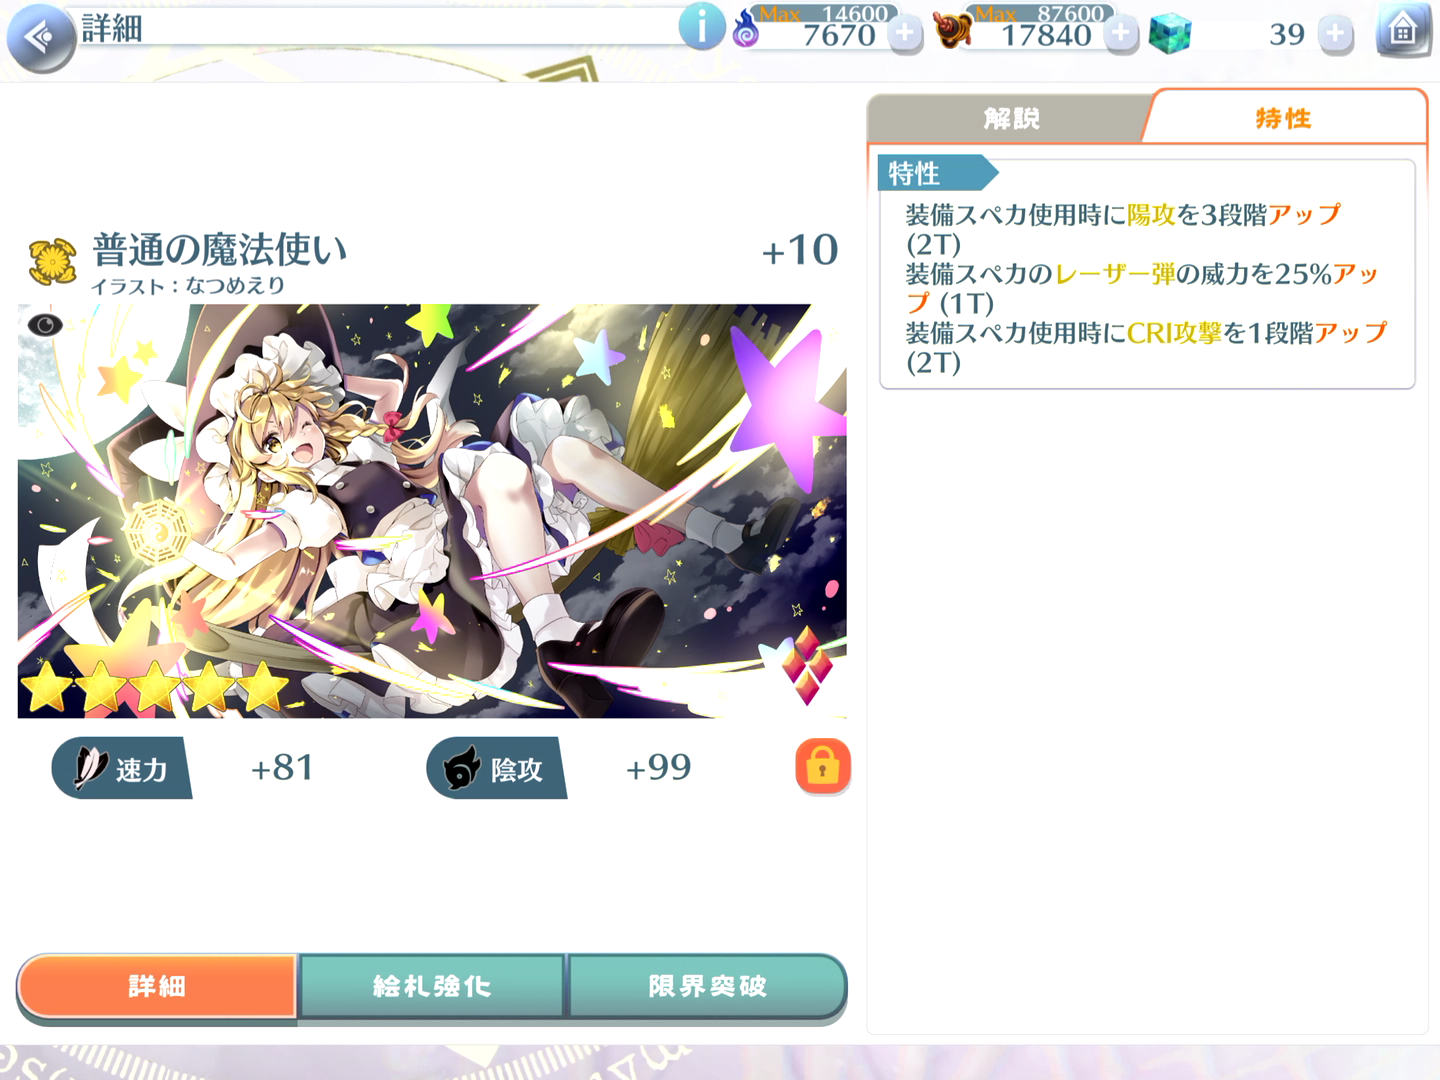 詳細
i
Max 14600
7670
Max 87600
17840
39
普通の魔法使い
+10
イラスト：なつめえり
速力
+81
陰攻
+99
詳細
絵札強化
限界突破
解説
特性
特性
装備スペカ使用時に陽攻を3段階アップ
(2T)
装備スペカのレーザー弾の威力を25%アッ
プ (1T)
装備スペカ使用時にCRI攻撃を1段階アップ
(2T)